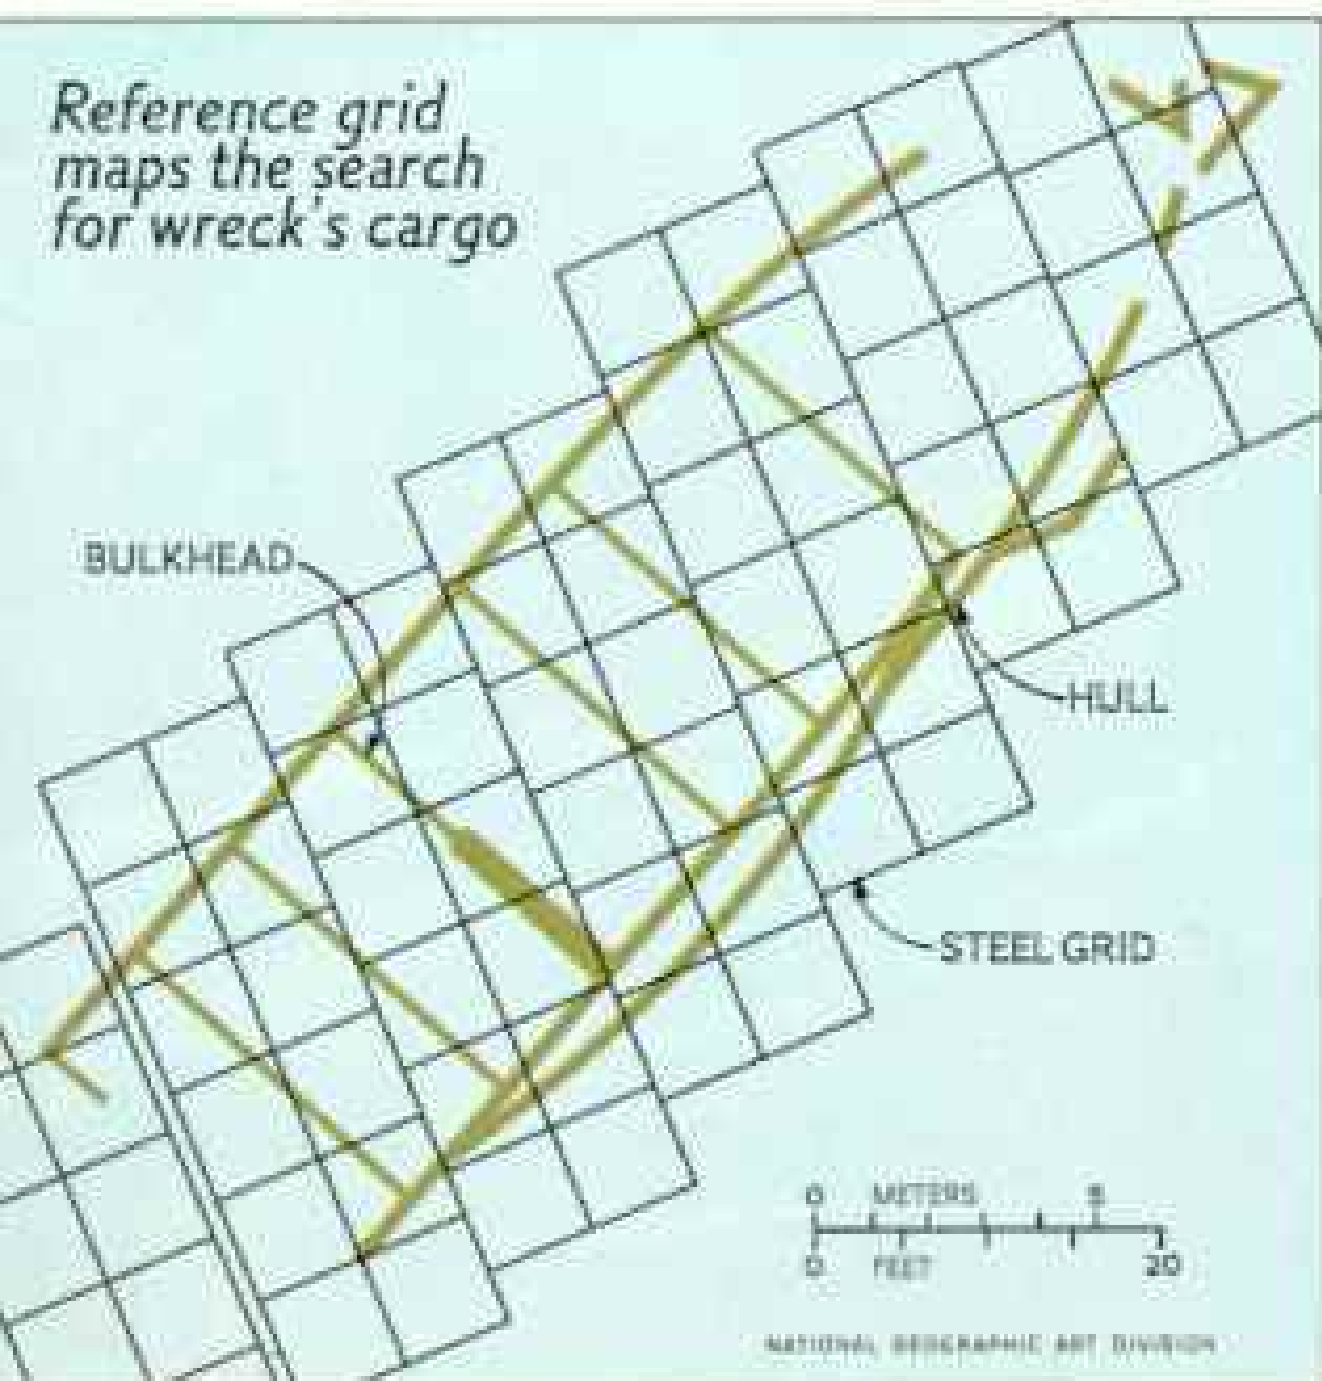 Reference grid
maps the search
for wreck's cargo
BULKHEAD
HULL
STEEL GRID
0 METERS 5
0 FEET 20
NATIONAL GEOGRAPHIC ART DIVISION